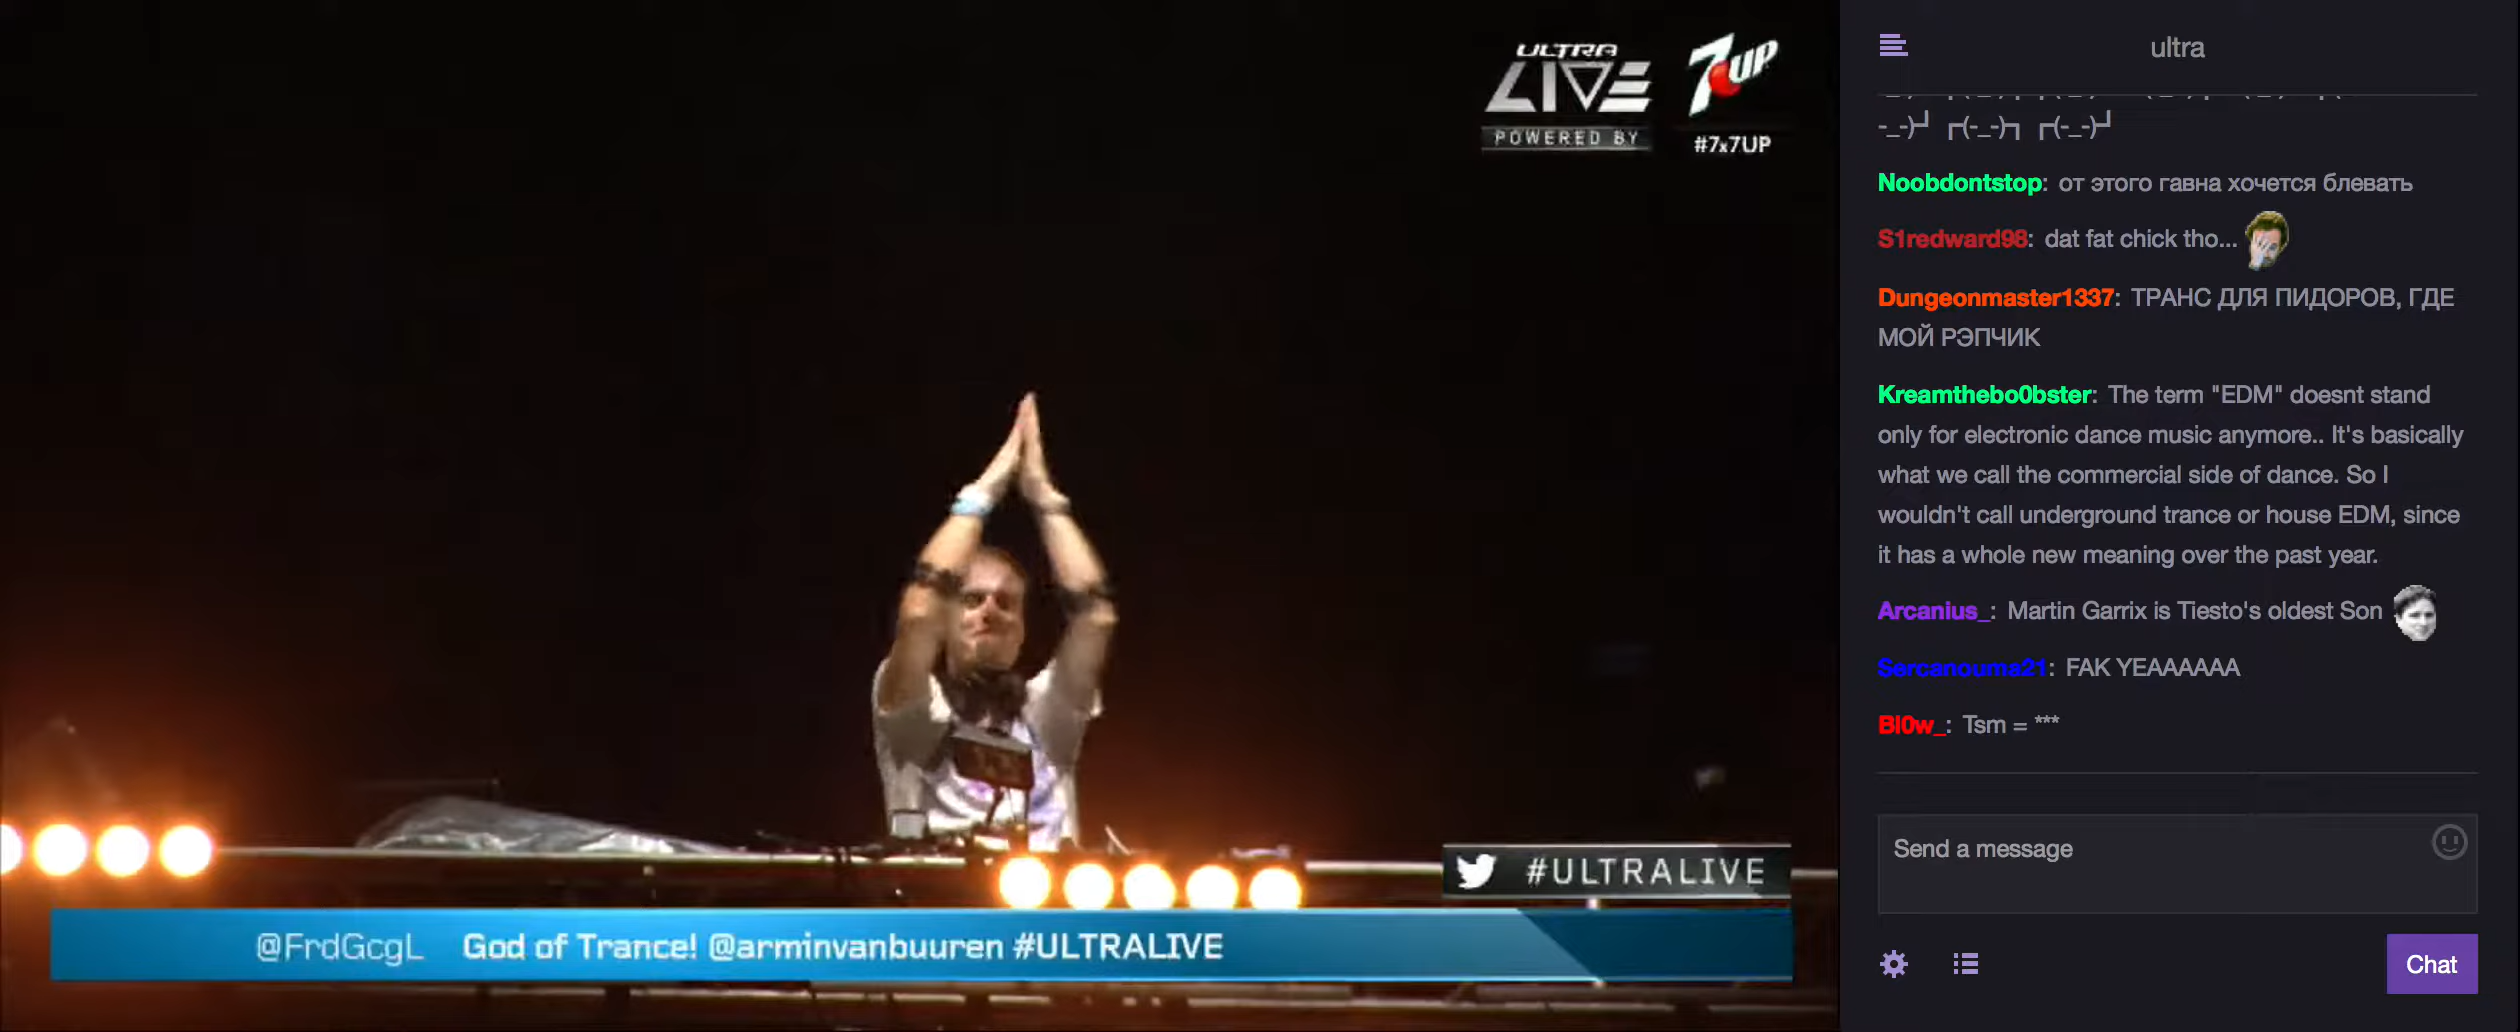 ULTRA
LIVE
POWERED BY
7UP
#7x7UP
#ULTRALIVE
@FrdGcgL God of Trance! @arminvanbuuren #ULTRALIVE
ultra
-_-)┘ ┌(-_-)┐ ┌(-_-)┘
Noobdontstop: от этого гавна хочется блевать
S1redward98: dat fat chick tho...
Dungeonmaster1337: ТРАНС ДЛЯ ПИДОРОВ, ГДЕ
МОЙ РЭПЧИК
Kreamthebo0bster: The term "EDM" doesnt stand
only for electronic dance music anymore.. It's basically
what we call the commercial side of dance. So I
wouldn't call underground trance or house EDM, since
it has a whole new meaning over the past year.
Arcanius_: Martin Garrix is Tiesto's oldest Son
Sercanouma21: FAK YEAAAAAA
Bl0w_: Tsm = ***
Send a message
Chat